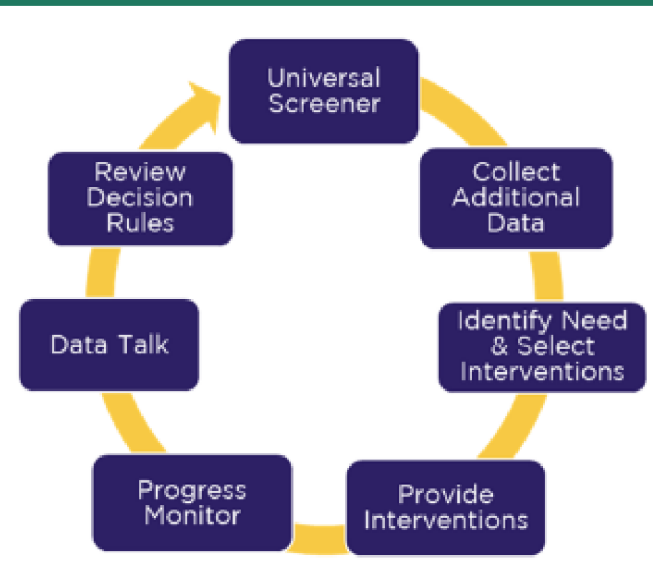 Universal
Screener
Collect
Additional
Data
Identify Need
& Select
Interventions
Provide
Interventions
Progress
Monitor
Data Talk
Review
Decision
Rules